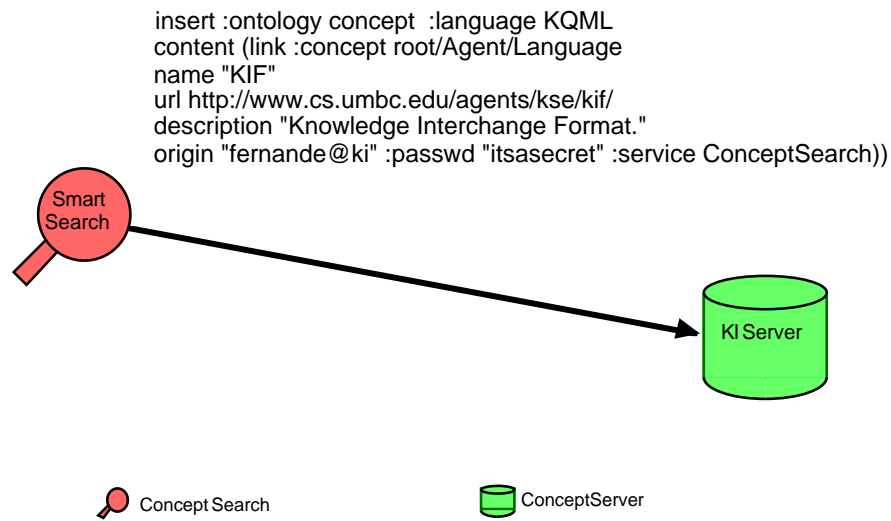 insert :ontology concept :language KQML
content (link :concept root/Agent/Language
name "KIF"
url http://www.cs.umbc.edu/agents/kse/kif/
description "Knowledge Interchange Format."
origin "fernande@ki" :passwd "itsasecret" :service ConceptSearch))
Smart
Search
KI Server
Concept Search
ConceptServer